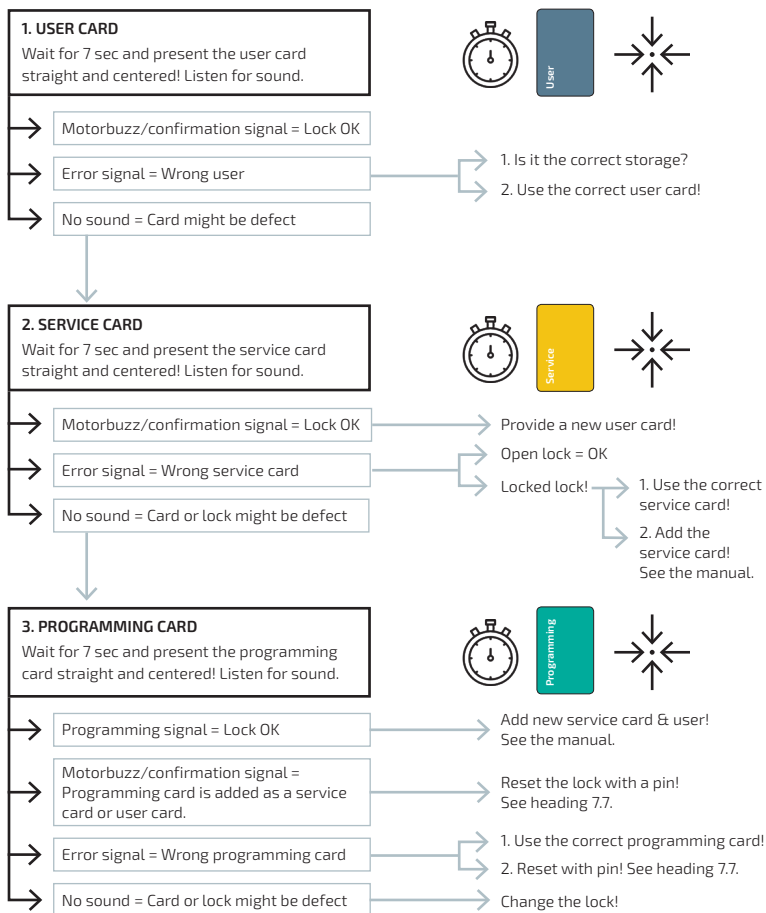 1. USER CARD
Wait for 7 sec and present the user card
straight and centered! Listen for sound.
User
Motorbuzz/confirmation signal = Lock OK
Error signal = Wrong user
1. Is it the correct storage?
2. Use the correct user card!
No sound = Card might be defect
2. SERVICE CARD
Wait for 7 sec and present the service card
straight and centered! Listen for sound.
Service
Motorbuzz/confirmation signal = Lock OK
Provide a new user card!
Error signal = Wrong service card
Open lock = OK
Locked lock!
1. Use the correct
service card!
2. Add the
service card!
See the manual.
No sound = Card or lock might be defect
3. PROGRAMMING CARD
Wait for 7 sec and present the programming
card straight and centered! Listen for sound.
Programming
Programming signal = Lock OK
Add new service card & user!
See the manual.
Motorbuzz/confirmation signal =
Programming card is added as a service
card or user card.
Reset the lock with a pin!
See heading 7.7.
Error signal = Wrong programming card
1. Use the correct programming card!
2. Reset with pin! See heading 7.7.
No sound = Card or lock might be defect
Change the lock!